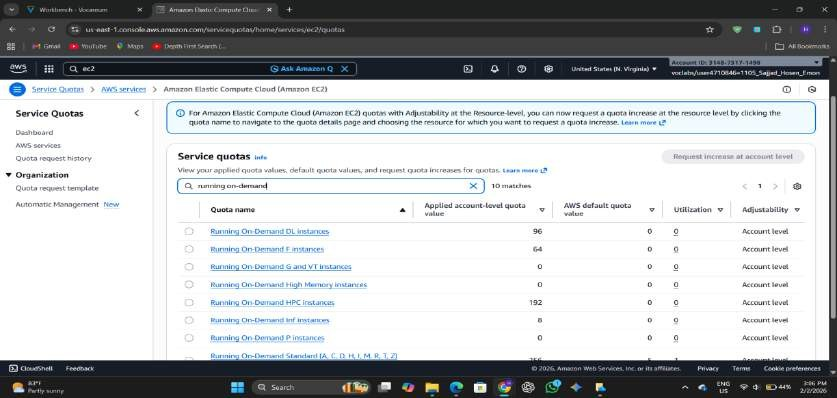 Workbench - Vocareum
Amazon Elastic Compute Cloud
us-east-1.console.aws.amazon.com/servicequotas/home/services/ec2/quotas
Gmail
YouTube
Maps
Depth First Search (...
All Bookmarks
aws
ec2
Ask Amazon Q
United States (N. Virginia)
Account ID: 3148-7317-1498
voclabs/user4710846=1105_Sajjad_Hosen_Emon
Service Quotas > AWS services > Amazon Elastic Compute Cloud (Amazon EC2)
Service Quotas
Dashboard
AWS services
Quota request history
Organization
Quota request template
Automatic Management New
For Amazon Elastic Compute Cloud (Amazon EC2) quotas with Adjustability at the Resource-level, you can now request a quota increase at the resource level by clicking the
quota name to navigate to the quota details page and choosing the resource for which you want to request a quota increase. Learn more
Service quotas Info
Request increase at account level
View your applied quota values, default quota values, and request quota increases for quotas. Learn more
running on-demand
10 matches
1
Quota name
Applied account-level quota value
AWS default quota value
Utilization
Adjustability
Running On-Demand DL instances 96 0 0 Account level
Running On-Demand F instances 64 0 0 Account level
Running On-Demand G and VT instances 0 0 0 Account level
Running On-Demand High Memory instances 0 0 0 Account level
Running On-Demand HPC instances 192 0 0 Account level
Running On-Demand Inf instances 8 0 0 Account level
Running On-Demand P instances 0 0 0 Account level
Running On-Demand Standard (A, C, D, H, I, M, R, T, Z)
CloudShell
Feedback
© 2026, Amazon Web Services, Inc. or its affiliates.
Privacy
Terms
Cookie preferences
83°F
Partly sunny
Search
ENG
US
44%
3:06 PM
2/2/2026